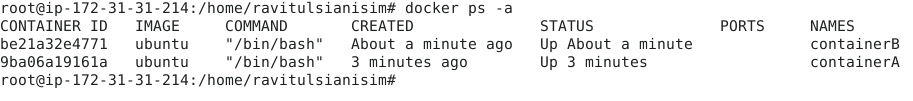 root@ip-172-31-31-214:/home/ravitulsianisim# docker ps -a
CONTAINER ID   IMAGE     COMMAND       CREATED              STATUS              PORTS     NAMES
be21a32e4771   ubuntu    "/bin/bash"   About a minute ago   Up About a minute             containerB
9ba06a19161a   ubuntu    "/bin/bash"   3 minutes ago        Up 3 minutes                  containerA
root@ip-172-31-31-214:/home/ravitulsianisim#